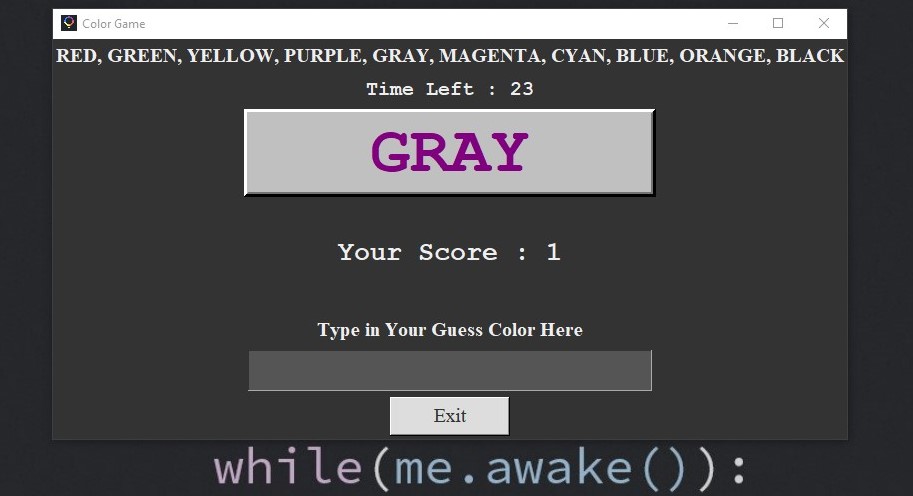 Color Game
RED, GREEN, YELLOW, PURPLE, GRAY, MAGENTA, CYAN, BLUE, ORANGE, BLACK
Time Left : 23
GRAY
Your Score : 1
Type in Your Guess Color Here
Exit
while(me.awake()):